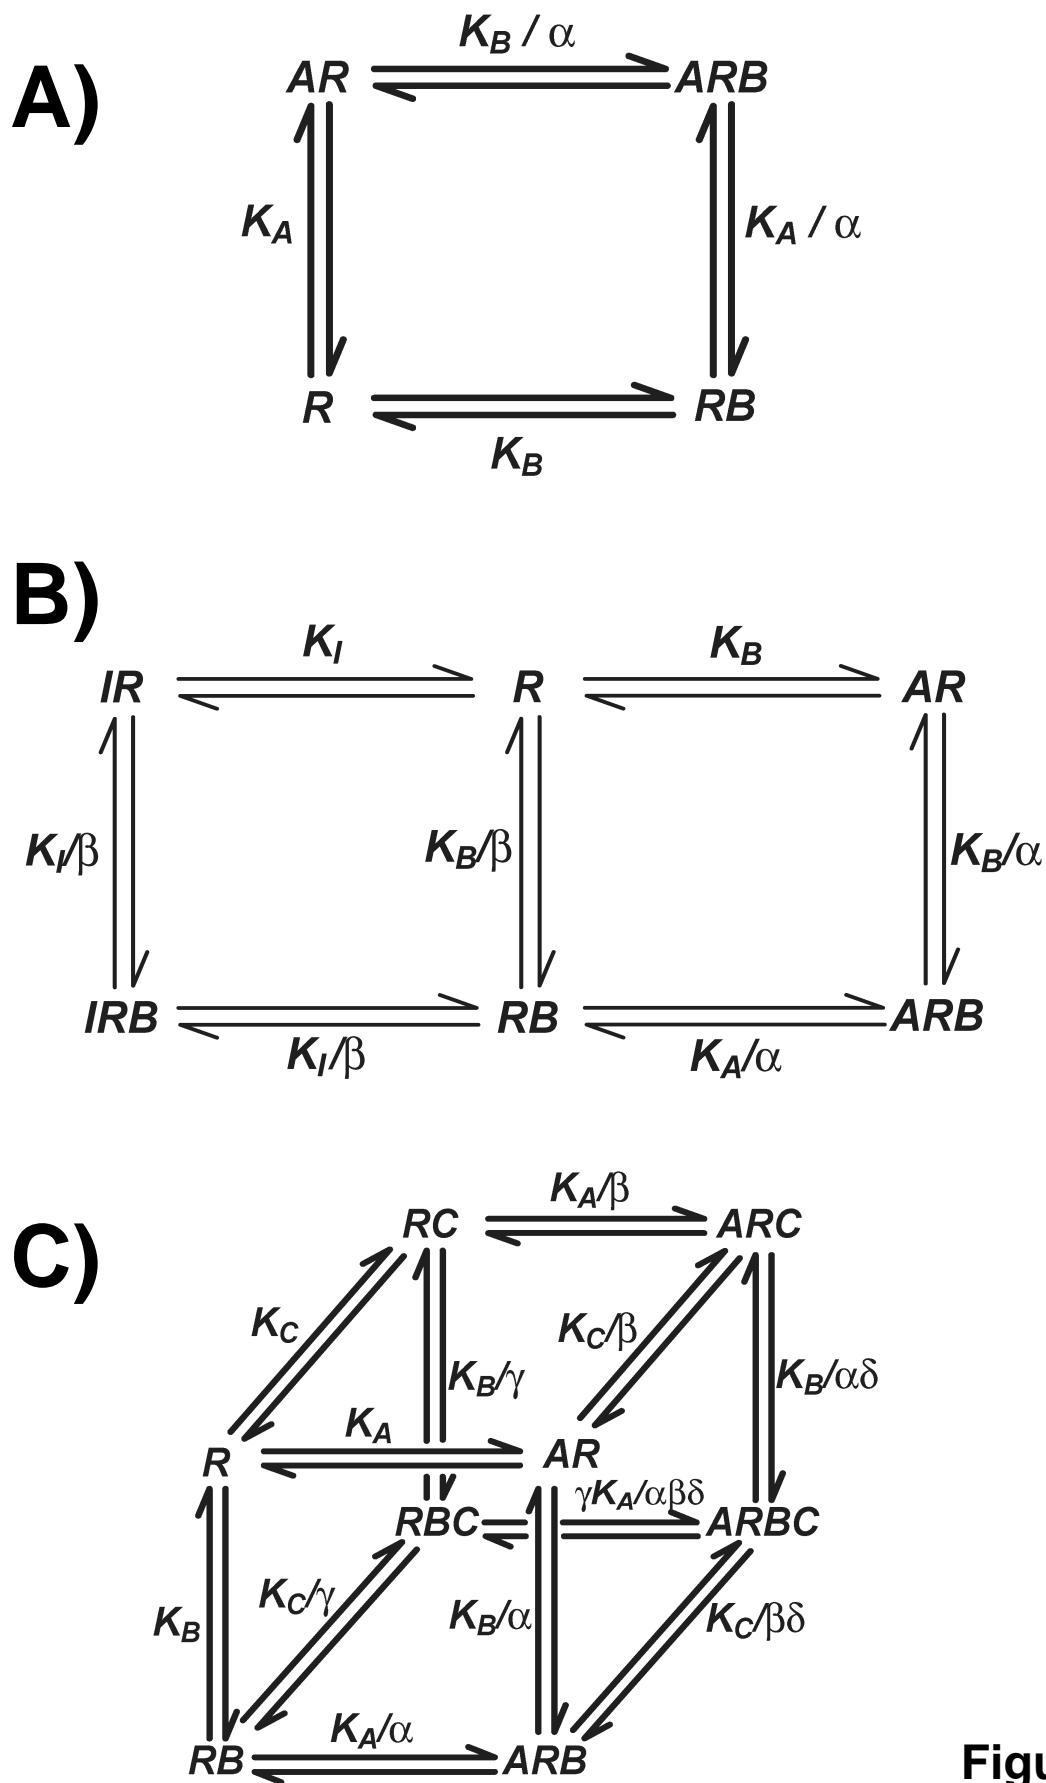 A)
K_B / α
AR ARB
K_A K_A / α
R RB
K_B
B)
K_I K_B
IR R AR
K_I/β K_B/β K_B/α
IRB RB ARB
K_I/β K_A/α
C)
K_A/β
RC ARC
K_C K_C/β
K_B/γ K_B/αδ
K_A
R AR
γK_A/αβδ
RBC ARBC
K_C/γ
K_B K_B/α K_C/βδ
K_A/α
RB ARB
Figu